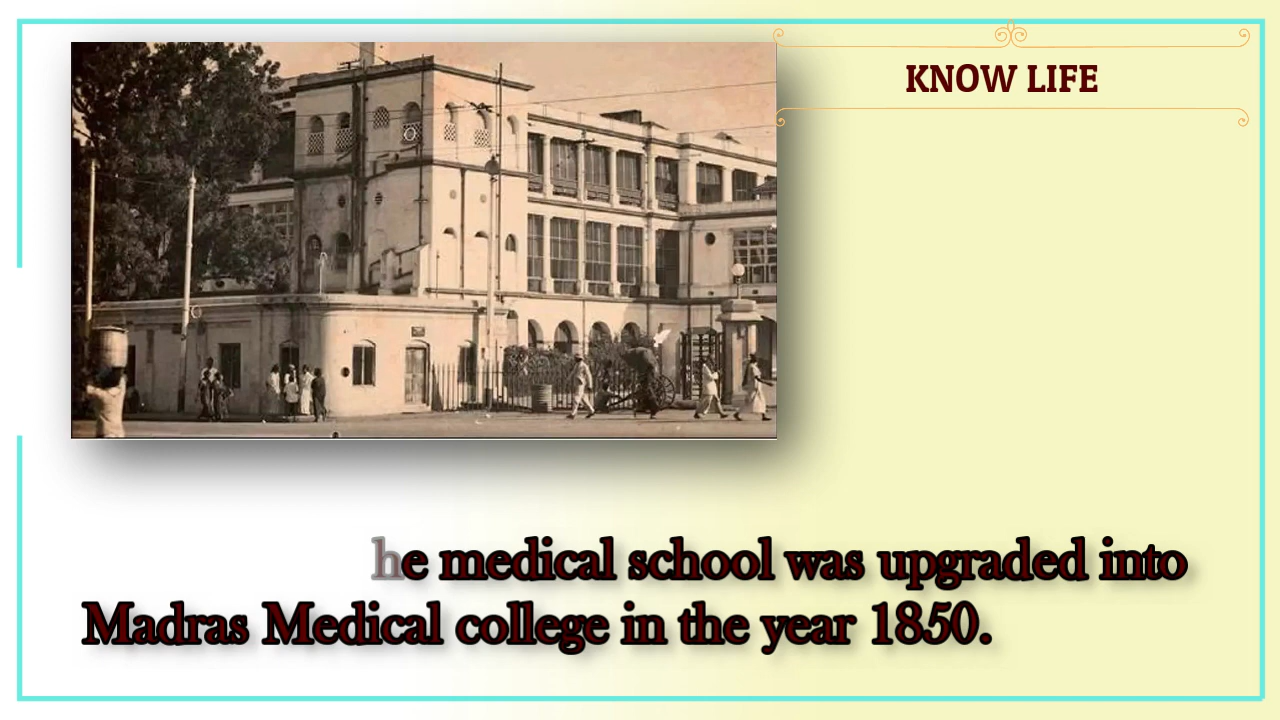 KNOW LIFE
he medical school was upgraded into
Madras Medical college in the year 1850.